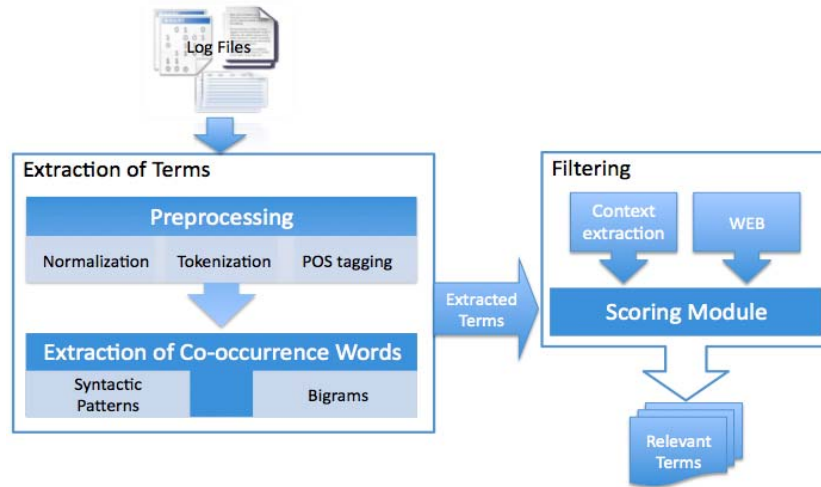 Log Files
Extraction of Terms
Preprocessing
Normalization
Tokenization
POS tagging
Extraction of Co-occurrence Words
Syntactic
Patterns
Bigrams
Extracted
Terms
Filtering
Context
extraction
WEB
Scoring Module
Relevant
Terms